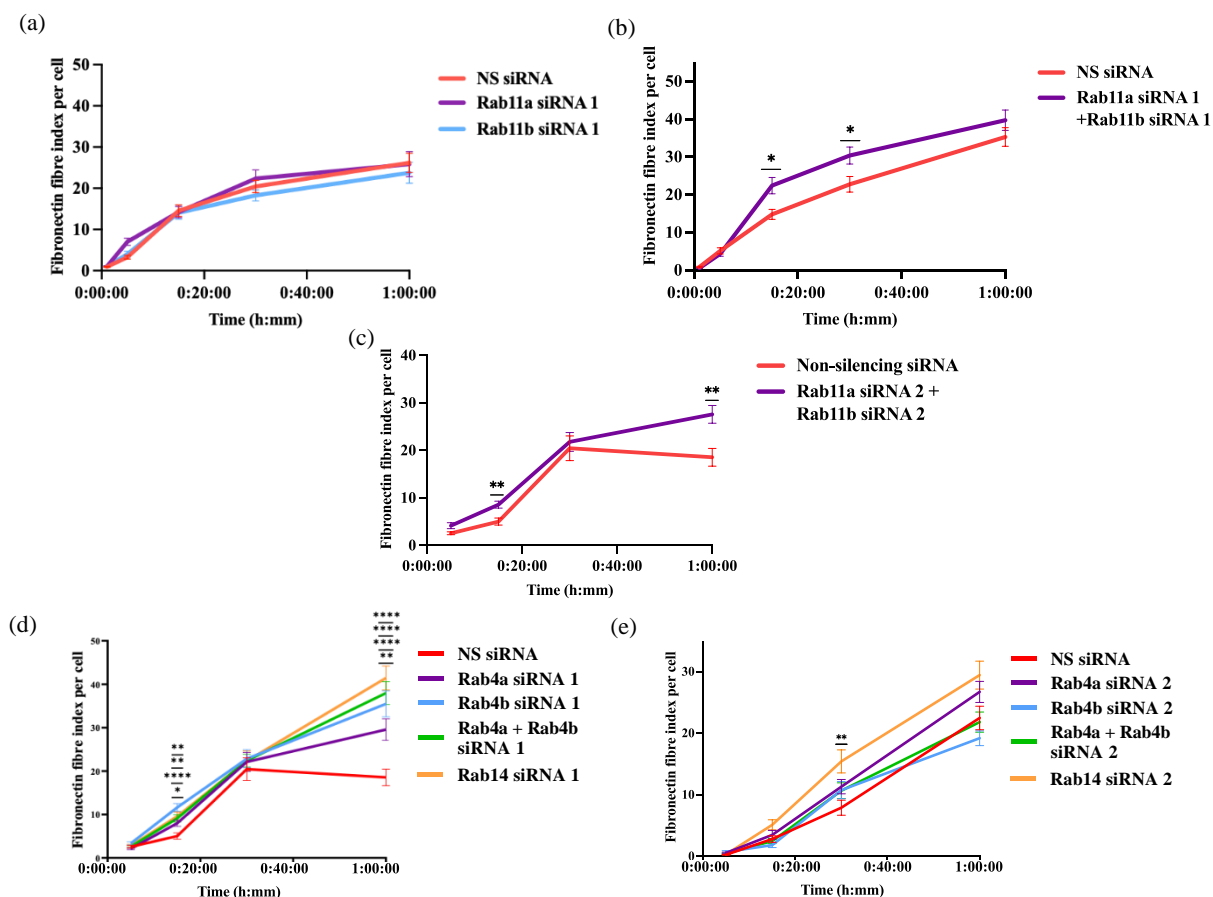 (a)
Fibronectin fibre index per cell
50
40
30
20
10
0
0:00:00 0:20:00 0:40:00 1:00:00
Time (h:mm)
NS siRNA
Rab11a siRNA 1
Rab11b siRNA 1
(b)
Fibronectin fibre index per cell
50
40
30
20
10
0
0:00:00 0:20:00 0:40:00 1:00:00
Time (h:mm)
* *
NS siRNA
Rab11a siRNA 1
+Rab11b siRNA 1
(c)
Fibronectin fibre index per cell
40
30
20
10
0
0:00:00 0:20:00 0:40:00 1:00:00
Time (h:mm)
** **
Non-silencing siRNA
Rab11a siRNA 2 +
Rab11b siRNA 2
(d)
Fibronectin fibre index per cell
50
40
30
20
10
0
0:00:00 0:20:00 0:40:00 1:00:00
Time (h:mm)
**
**
****
*
****
****
****
**
NS siRNA
Rab4a siRNA 1
Rab4b siRNA 1
Rab4a + Rab4b
siRNA 1
Rab14 siRNA 1
(e)
Fibronectin fibre index per cell
30
20
10
0
0:00:00 0:20:00 0:40:00 1:00:00
Time (h:mm)
**
NS siRNA
Rab4a siRNA 2
Rab4b siRNA 2
Rab4a + Rab4b
siRNA 2
Rab14 siRNA 2